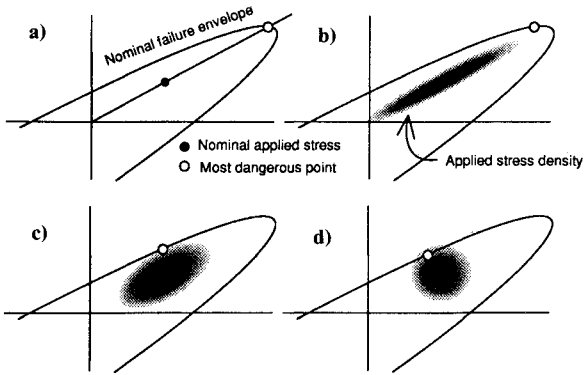 a)
Nominal failure envelope
b)
Nominal applied stress
Most dangerous point
Applied stress density
c)
d)